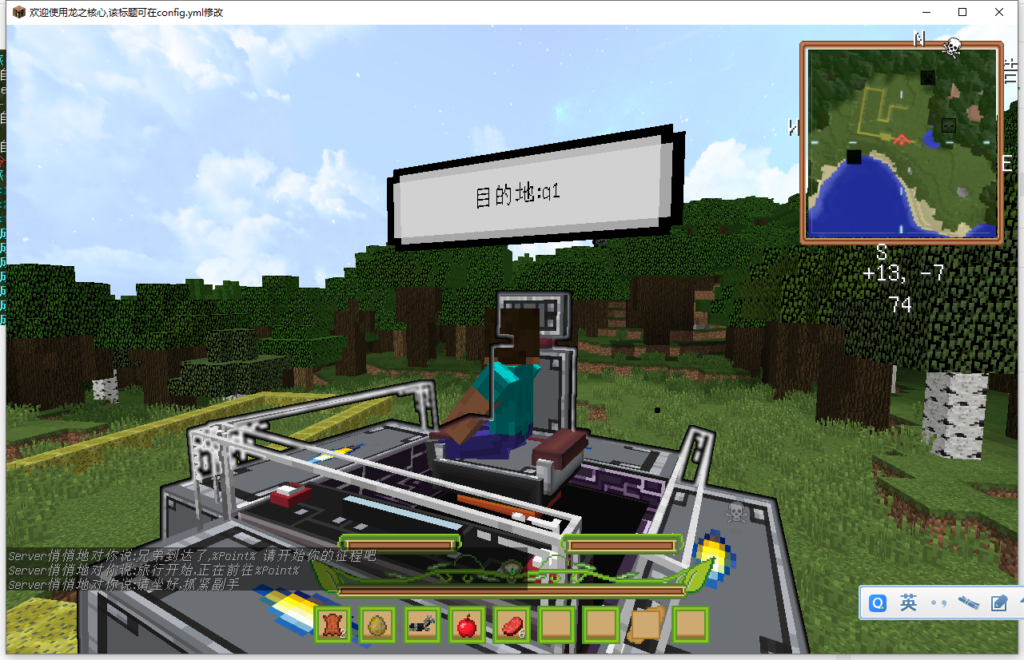 欢迎使用龙之核心,该标题可在config.yml修改
N
W
E
S
+13, -7
74
目的地:q1
Server悄悄地对你说:兄弟到达了,%Point% 请开始你的征程吧
Server悄悄地对你说:旅行开始,正在前往%Point%
Server悄悄地对你说:请坐好,抓紧副手
英
2
6